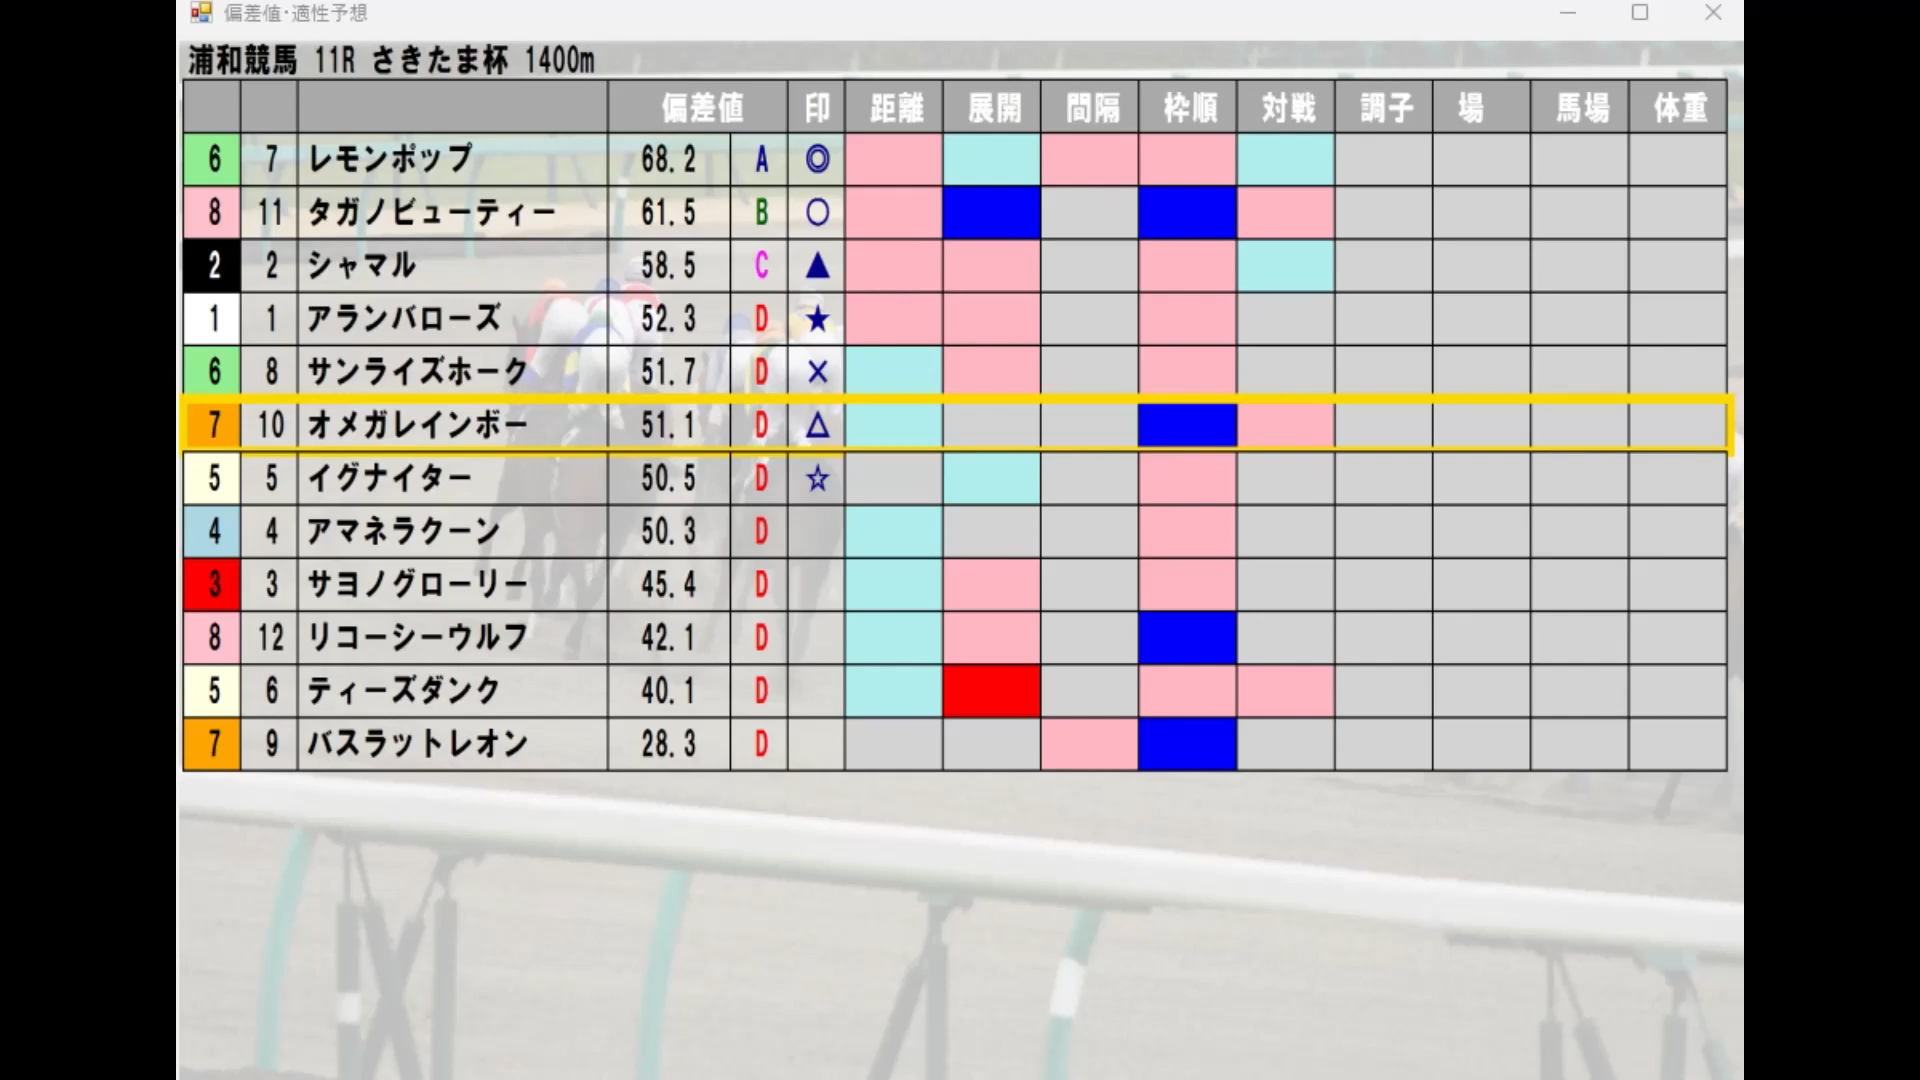 偏差値･適性予想
浦和競馬 11R さきたま杯 1400m
偏差値 印 距離 展開 間隔 枠順 対戦 調子 場 馬場 体重
6 7 レモンポップ 68.2 A ◎
8 11 タガノビューティー 61.5 B ○
2 2 シャマル 58.5 C ▲
1 1 アランバローズ 52.3 D ★
6 8 サンライズホーク 51.7 D ×
7 10 オメガレインボー 51.1 D △
5 5 イグナイター 50.5 D ☆
4 4 アマネラクーン 50.3 D
3 3 サヨノグローリー 45.4 D
8 12 リコーシーウルフ 42.1 D
5 6 ティーズダンク 40.1 D
7 9 バスラットレオン 28.3 D